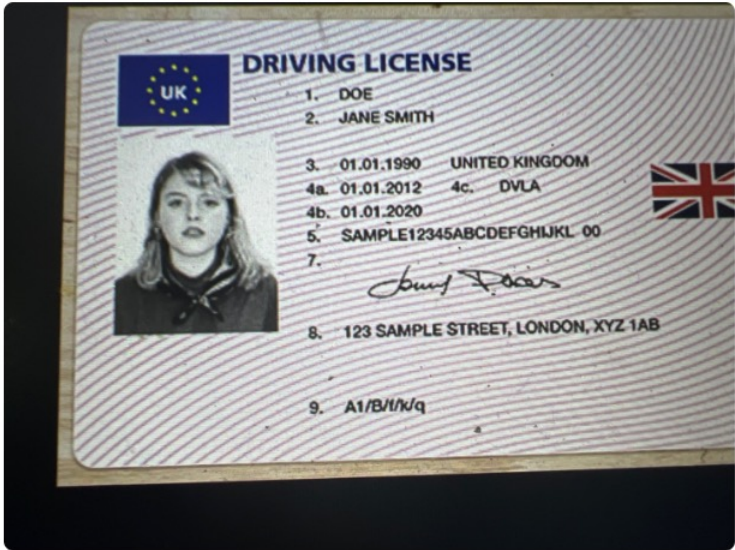 UK
DRIVING LICENSE
1. DOE
2. JANE SMITH
3. 01.01.1990 UNITED KINGDOM
4a. 01.01.2012 4c. DVLA
4b. 01.01.2020
5. SAMPLE12345ABCDEFGHIJKL 00
7.
8. 123 SAMPLE STREET, LONDON, XYZ 1AB
9. A1/B/f/k/q